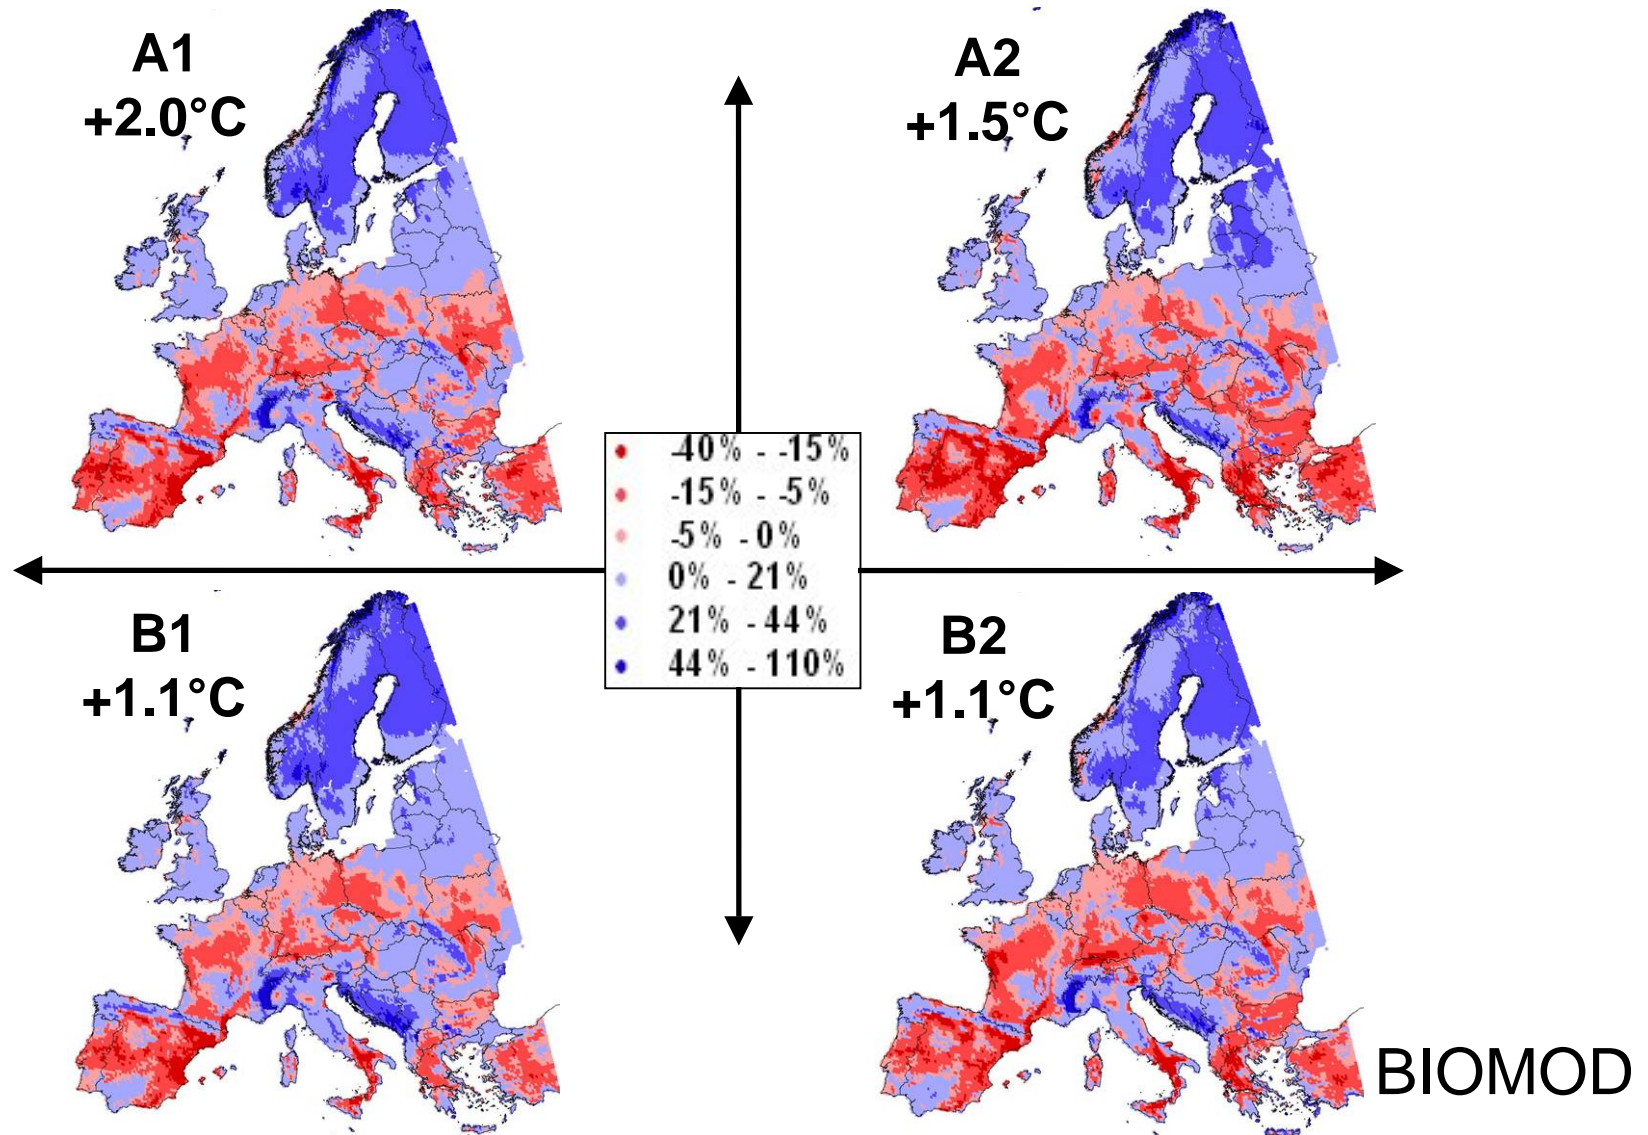 A1
+2.0°C
A2
+1.5°C
-40% - -15%
-15% - -5%
-5% - 0%
0% - 21%
21% - 44%
44% - 110%
B1
+1.1°C
B2
+1.1°C
BIOMOD